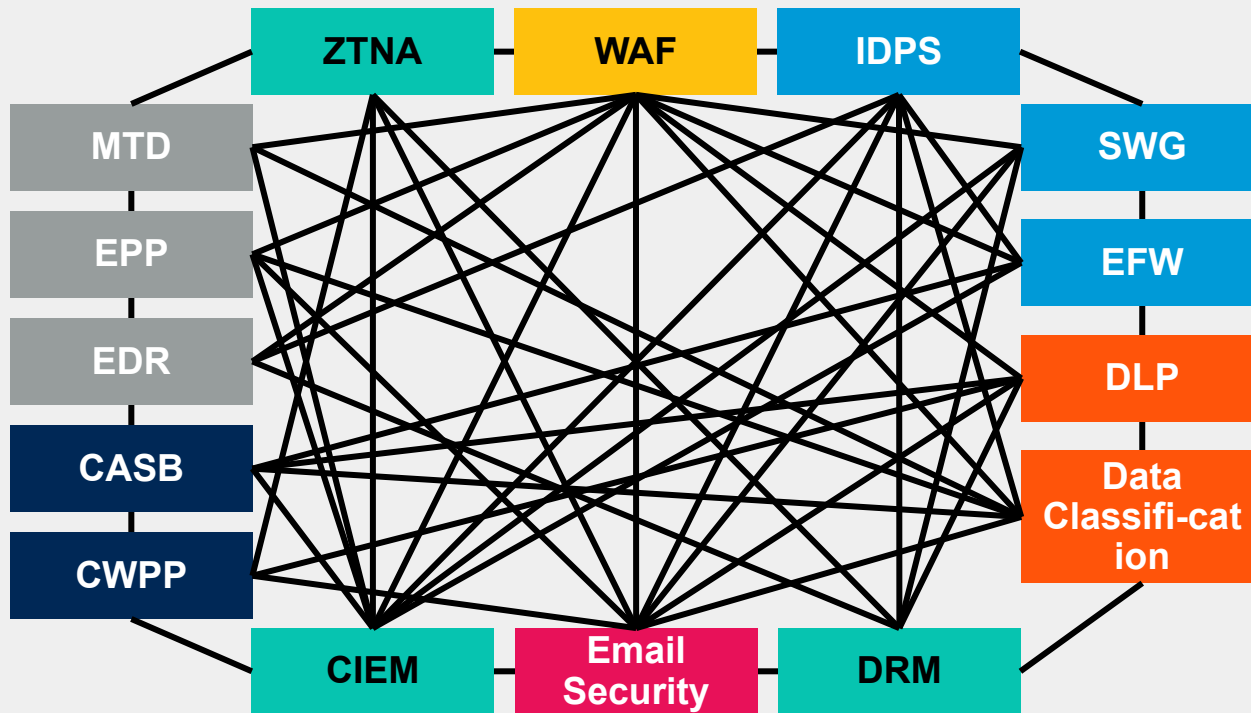 ZTNA
WAF
IDPS
MTD
SWG
EPP
EFW
EDR
DLP
CASB
Data
Classifi-cat
ion
CWPP
CIEM
Email
Security
DRM